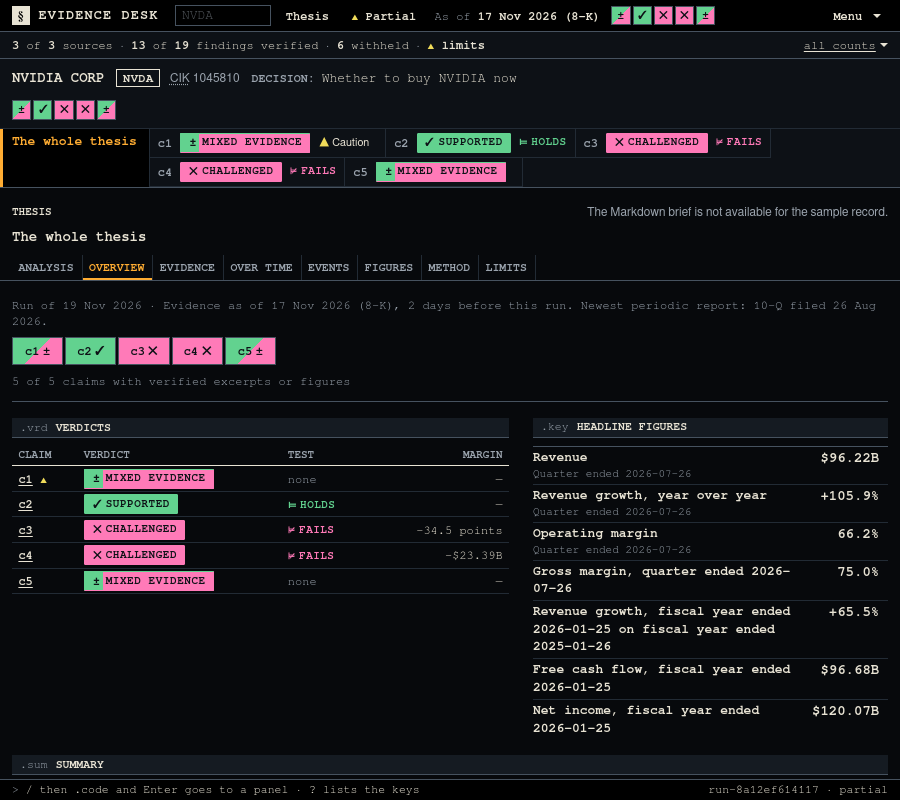 § EVIDENCE DESK NVDA Thesis ▲ Partial As of 17 Nov 2026 (8-K) ± ✓ ✕ ✕ ± Menu
3 of 3 sources · 13 of 19 findings verified · 6 withheld · ▲ limits all counts
NVIDIA CORP NVDA CIK 1045810 DECISION: Whether to buy NVIDIA now
± ✓ ✕ ✕ ±
The whole thesis c1 ± MIXED EVIDENCE ▲ Caution c2 ✓ SUPPORTED ⊨ HOLDS c3 ✕ CHALLENGED ⊭ FAILS
c4 ✕ CHALLENGED ⊭ FAILS c5 ± MIXED EVIDENCE
THESIS
The Markdown brief is not available for the sample record.
The whole thesis
ANALYSIS OVERVIEW EVIDENCE OVER TIME EVENTS FIGURES METHOD LIMITS
Run of 19 Nov 2026 · Evidence as of 17 Nov 2026 (8-K), 2 days before this run. Newest periodic report: 10-Q filed 26 Aug
2026.
c1 ± c2 ✓ c3 ✕ c4 ✕ c5 ±
5 of 5 claims with verified excerpts or figures
.vrd VERDICTS
CLAIM VERDICT TEST MARGIN
c1 ▲ ± MIXED EVIDENCE none —
c2 ✓ SUPPORTED ⊨ HOLDS —
c3 ✕ CHALLENGED ⊭ FAILS −34.5 points
c4 ✕ CHALLENGED ⊭ FAILS −$23.39B
c5 ± MIXED EVIDENCE none —
.key HEADLINE FIGURES
Revenue $96.22B
Quarter ended 2026-07-26
Revenue growth, year over year +105.9%
Quarter ended 2026-07-26
Operating margin 66.2%
Quarter ended 2026-07-26
Gross margin, quarter ended 2026- 75.0%
07-26
Revenue growth, fiscal year ended +65.5%
2026-01-25 on fiscal year ended
2025-01-26
Free cash flow, fiscal year ended $96.68B
2026-01-25
Net income, fiscal year ended $120.07B
2026-01-25
.sum SUMMARY
> / then .code and Enter goes to a panel · ? lists the keys run-8a12ef614117 · partial